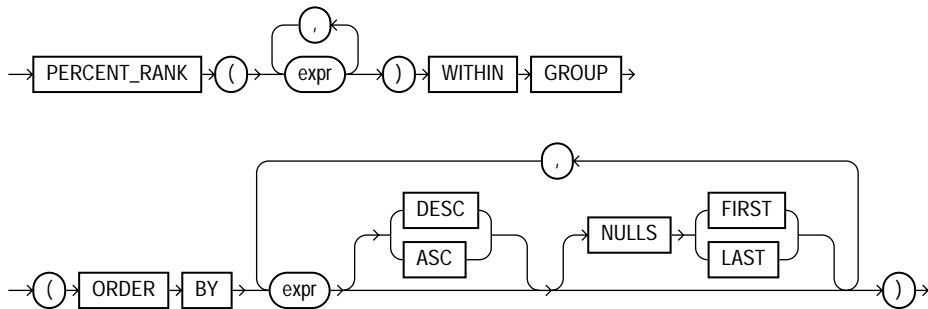 ,
PERCENT_RANK ( expr ) WITHIN GROUP
,
DESC NULLS FIRST
ASC LAST
( ORDER BY expr )